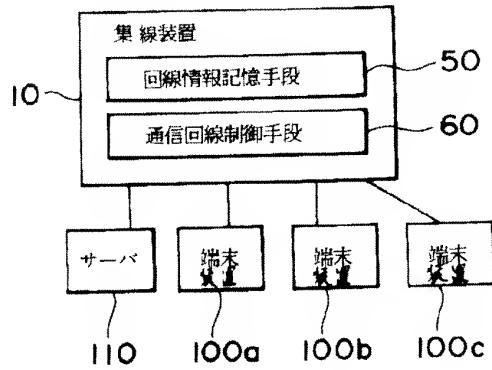 集線装置
回線情報記憶手段
50
10
通信回線制御手段
60
サーバ
端末
装置
端末
装置
端末
装置
110
100a
100b
100c